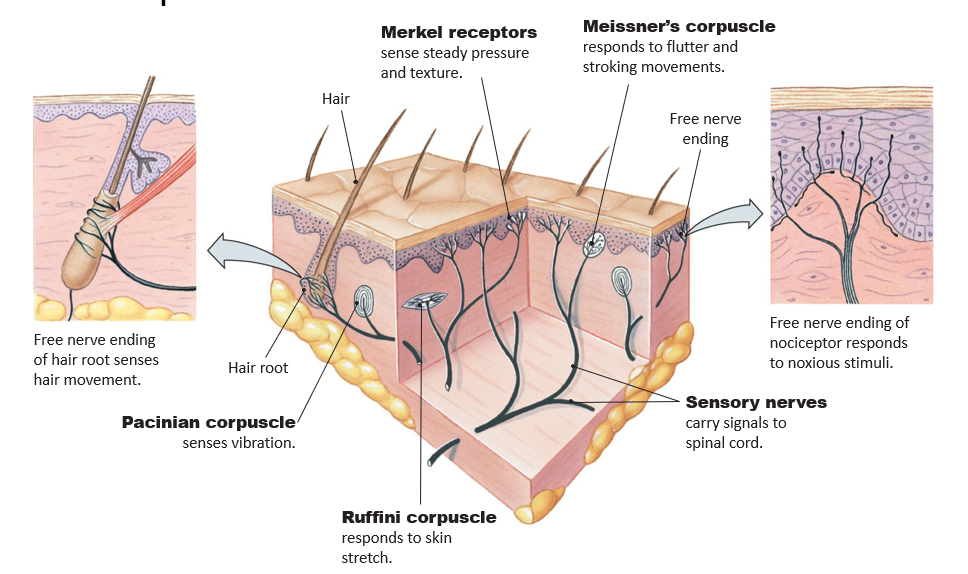 Merkel receptors
sense steady pressure
and texture.
Meissner’s corpuscle
responds to flutter and
stroking movements.
Hair
Free nerve
ending
Free nerve ending
of hair root senses
hair movement.
Hair root
Free nerve ending of
nociceptor responds
to noxious stimuli.
Pacinian corpuscle
senses vibration.
Sensory nerves
carry signals to
spinal cord.
Ruffini corpuscle
responds to skin
stretch.